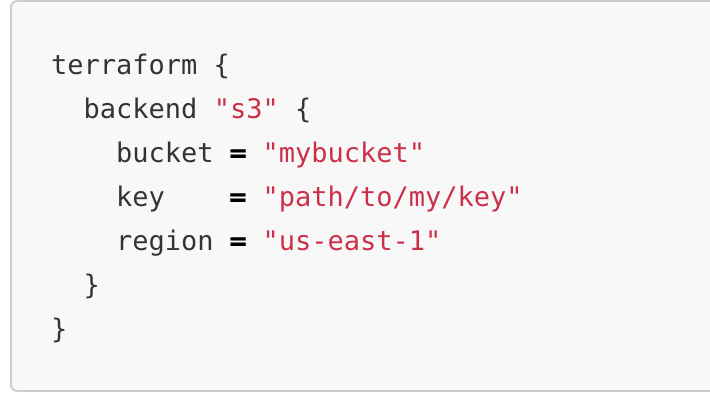 terraform {
  backend "s3" {
    bucket = "mybucket"
    key    = "path/to/my/key"
    region = "us-east-1"
  }
}